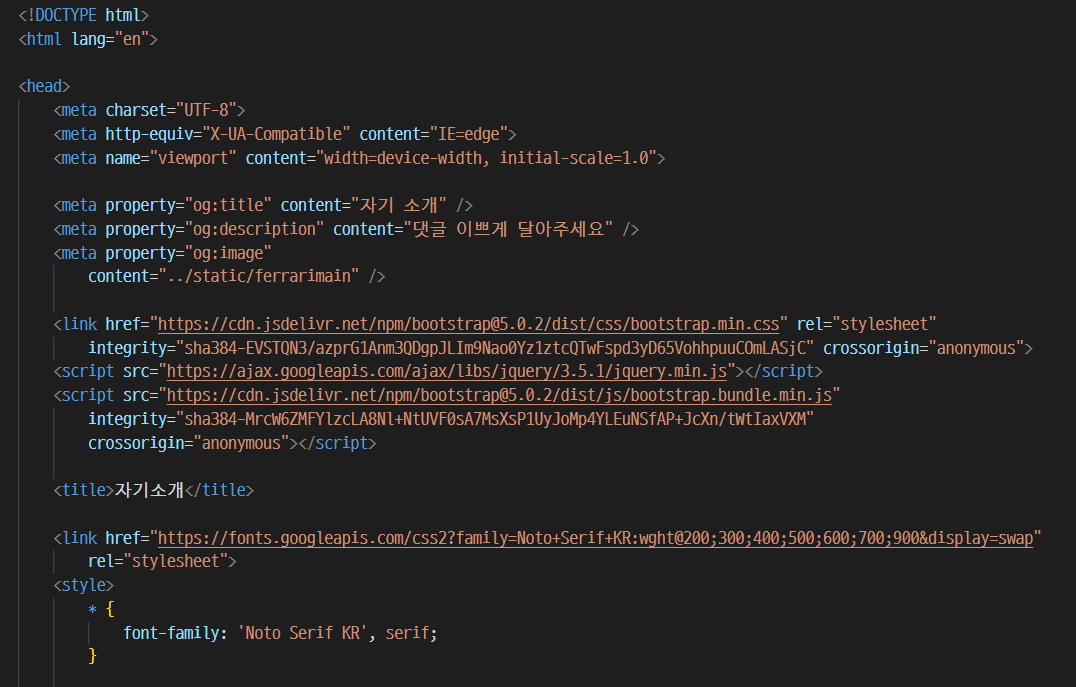 <!DOCTYPE html>
<html lang="en">
<head>
<meta charset="UTF-8">
<meta http-equiv="X-UA-Compatible" content="IE=edge">
<meta name="viewport" content="width=device-width, initial-scale=1.0">
<meta property="og:title" content="자기 소개" />
<meta property="og:description" content="댓글 이쁘게 달아주세요" />
<meta property="og:image"
content="../static/ferrarimain" />
<link href="https://cdn.jsdelivr.net/npm/bootstrap@5.0.2/dist/css/bootstrap.min.css" rel="stylesheet"
integrity="sha384-EVSTQN3/azprG1Anm3QDgpJLIm9Nao0Yz1ztcQTwFspd3yD65VohhpuuCOmLASjC" crossorigin="anonymous">
<script src="https://ajax.googleapis.com/ajax/libs/jquery/3.5.1/jquery.min.js"></script>
<script src="https://cdn.jsdelivr.net/npm/bootstrap@5.0.2/dist/js/bootstrap.bundle.min.js"
integrity="sha384-MrcW6ZMFYlzcLA8Nl+NtUVF0sA7MsXsP1UyJoMp4YLEuNSfAP+JcXn/tWtIaxVXM"
crossorigin="anonymous"></script>
<title>자기소개</title>
<link href="https://fonts.googleapis.com/css2?family=Noto+Serif+KR:wght@200;300;400;500;600;700;900&display=swap"
rel="stylesheet">
<style>
* {
font-family: 'Noto Serif KR', serif;
}